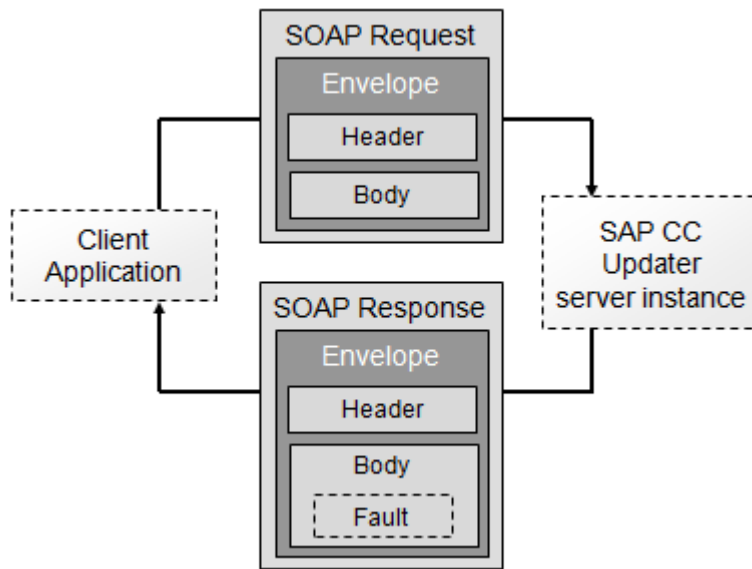 SOAP Request
Envelope
Header
Body
Client
Application
SAP CC
Updater
server instance
SOAP Response
Envelope
Header
Body
Fault